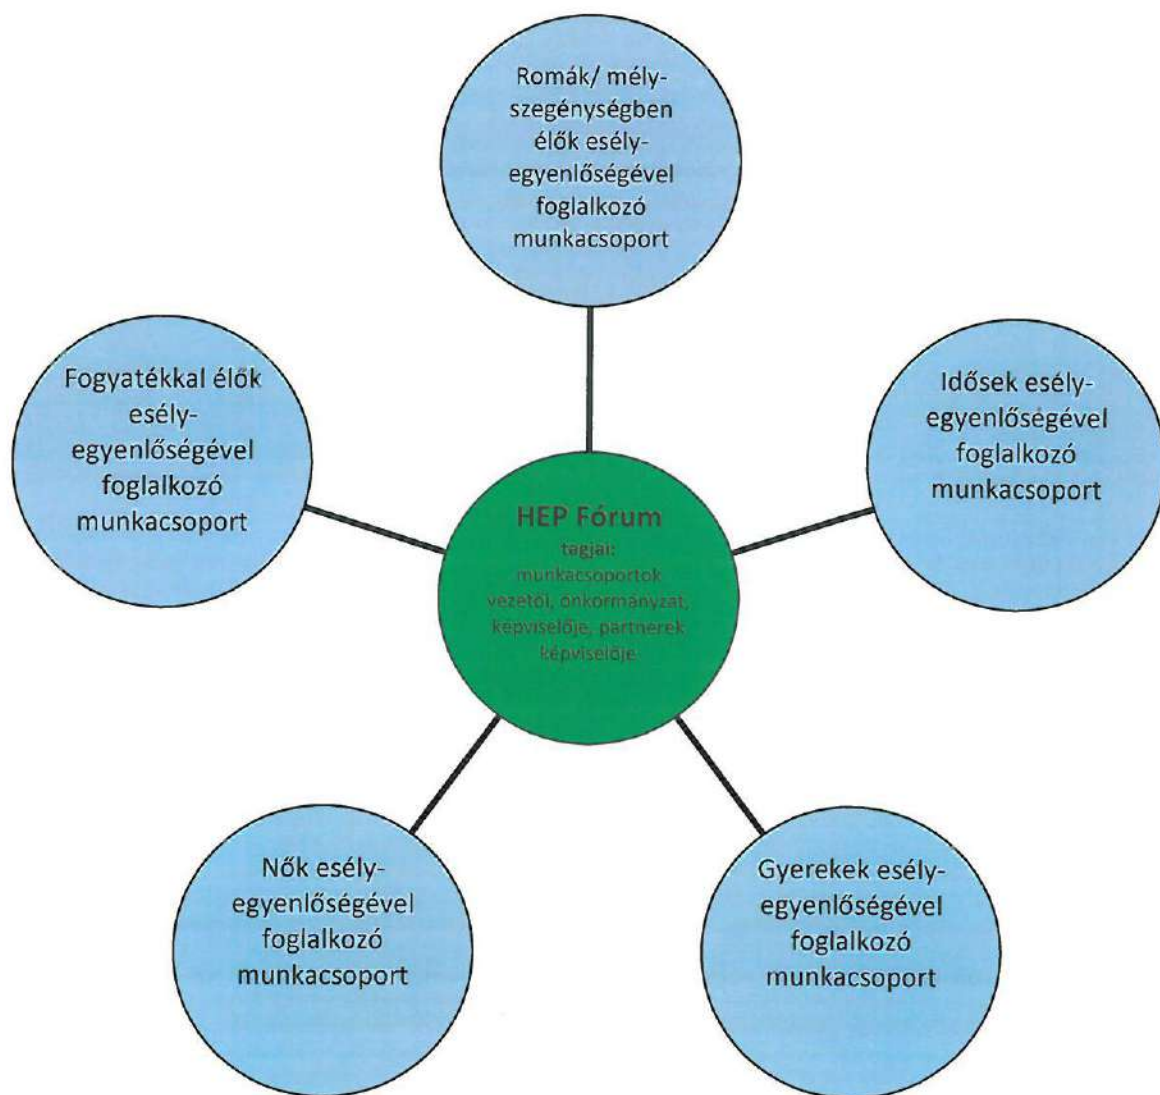 Romák/ mély-
szegénységben
élők esély-
egyenlőségével
foglalkozó
munkacsoport
Fogyatékkal élők
esély-
egyenlőségével
foglalkozó
munkacsoport
Idősek esély-
egyenlőségével
foglalkozó
munkacsoport
HEP Fórum
tagjai:
munkacsoportok
vezetői, önkormányzat,
képviselője, partnerek
képviselője
Nők esély-
egyenlőségével
foglalkozó
munkacsoport
Gyerekek esély-
egyenlőségével
foglalkozó
munkacsoport